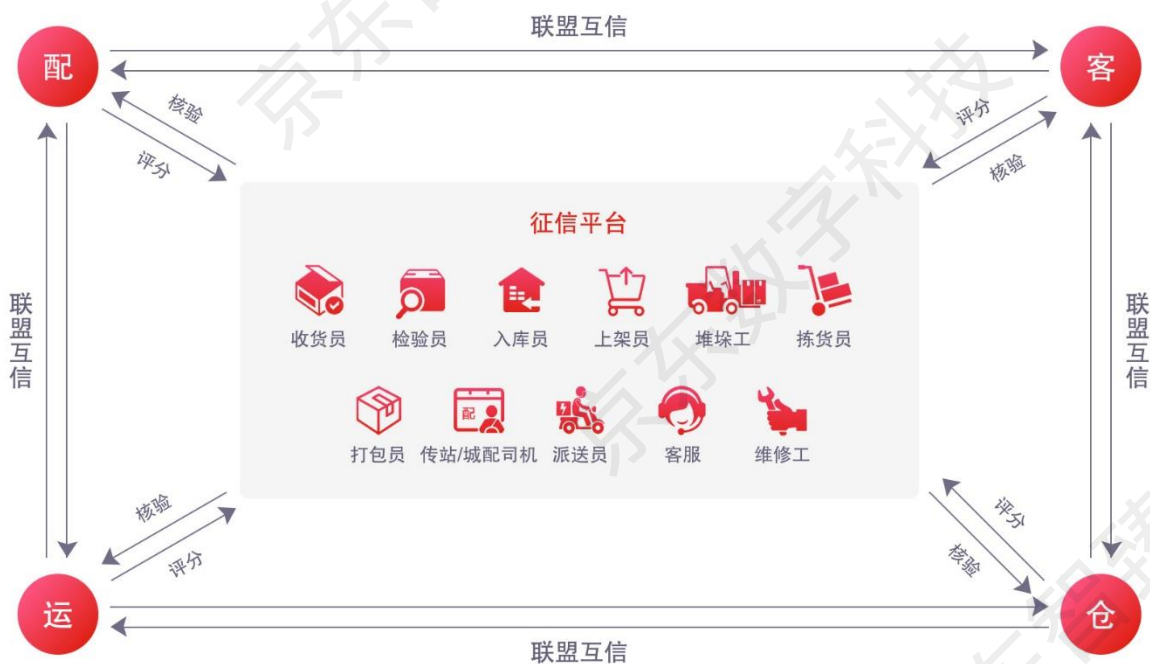 联盟互信
配
客
核验
评分
评分
核验
征信平台
收货员 检验员 入库员 上架员 堆垛工 拣货员
配
打包员 传站/城配司机 派送员 客服 维修工
联盟互信
联盟互信
核验
评分
评分
核验
运
仓
联盟互信
京东数字科技